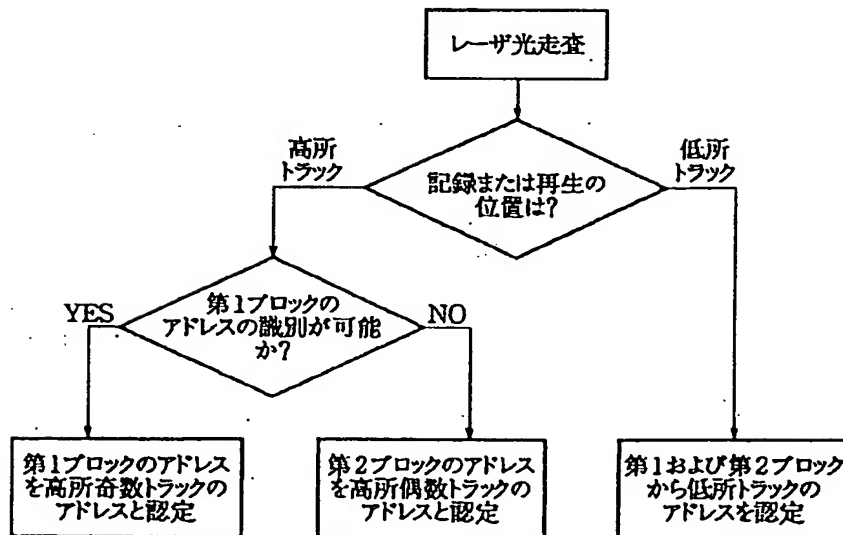 レーザ光走査
高所
トラック
記録または再生の
位置は?
低所
トラック
YES
第1ブロックの
アドレスの識別が可能
か?
NO
第1ブロックのアドレス
を高所奇数トラックの
アドレスと認定
第2ブロックのアドレス
を高所偶数トラックの
アドレスと認定
第1および第2ブロック
から低所トラックの
アドレスを認定